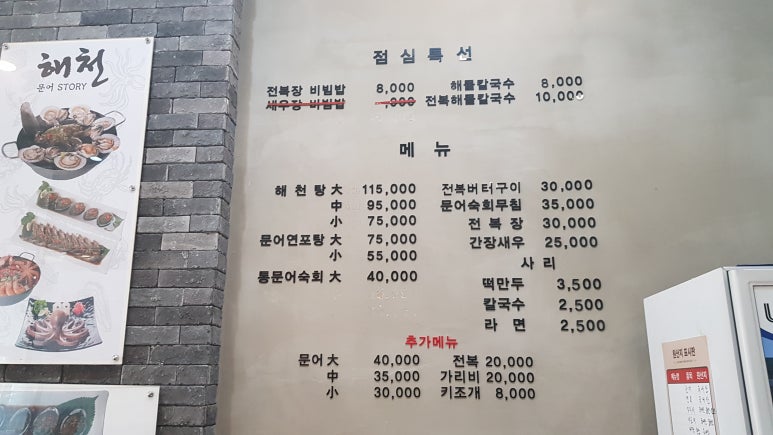 해천
문어 STORY
점심특선
전복장 비빔밥 8,000 해물칼국수 8,000
새우장 비빔밥 전복해물칼국수 10,000
메 뉴
해 천 탕 大 115,000 전복버터구이 30,000
中 95,000 문어숙회무침 35,000
小 75,000 전 복 장 30,000
문어연포탕 大 75,000 간장새우 25,000
小 55,000 사 리
통문어숙회 大 40,000 떡만두 3,500
칼국수 2,500
라 면 2,500
추가메뉴
문어 大 40,000 전복 20,000
中 35,000 가리비 20,000
小 30,000 키조개 8,000
원산지 표시판